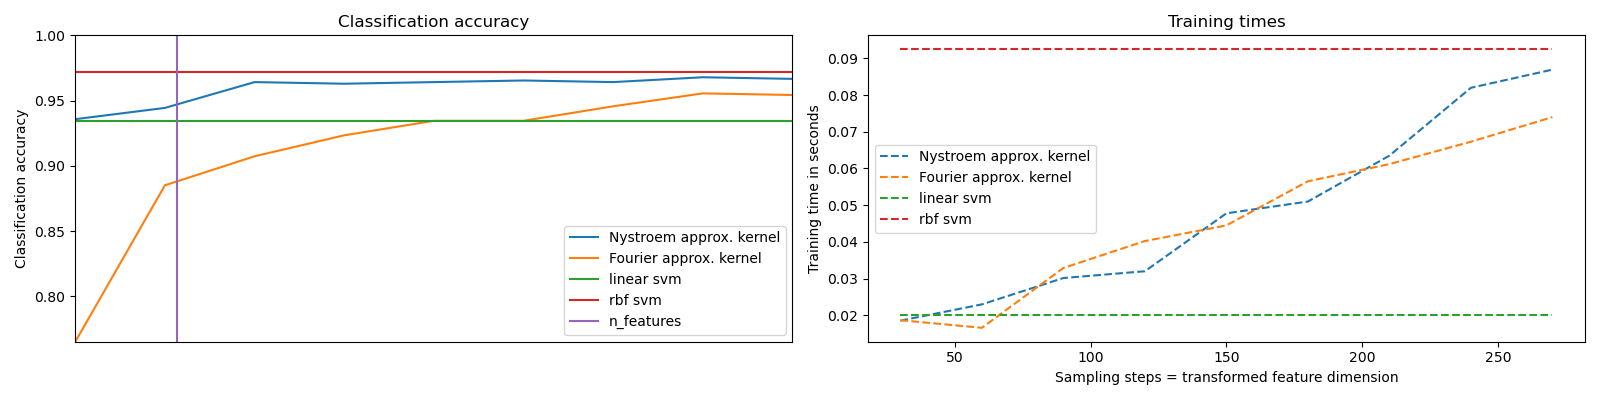 Classification accuracy
Classification accuracy
1.00
0.95
0.90
0.85
0.80
Nystroem approx. kernel
Fourier approx. kernel
linear svm
rbf svm
n_features
Training times
Training time in seconds
0.09
0.08
0.07
0.06
0.05
0.04
0.03
0.02
Nystroem approx. kernel
Fourier approx. kernel
linear svm
rbf svm
50 100 150 200 250
Sampling steps = transformed feature dimension